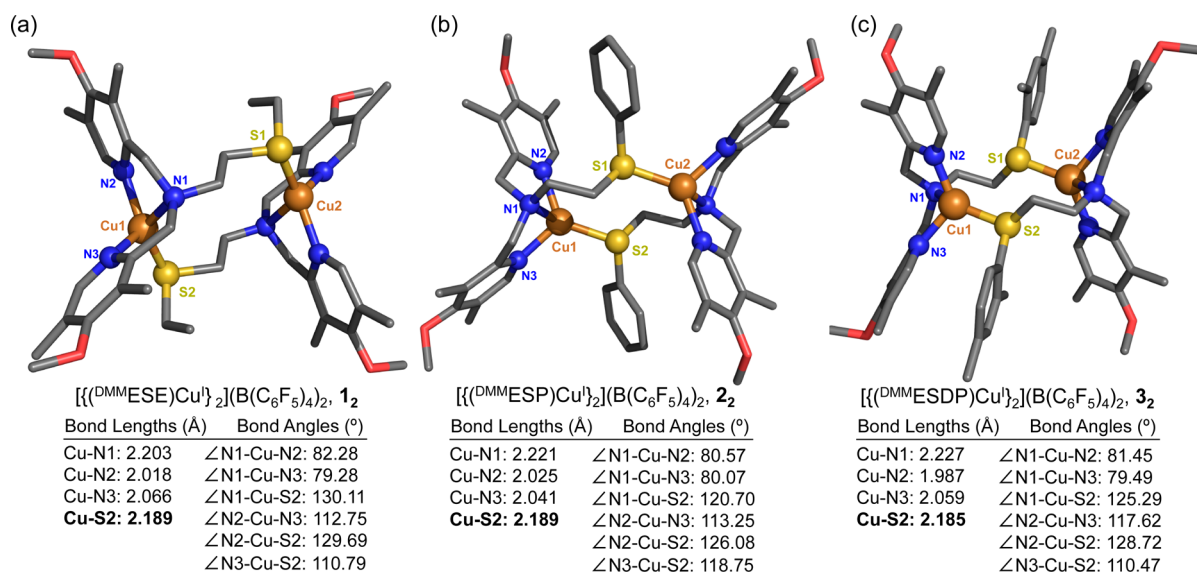 (a)
S1
N1
N2
Cu1
Cu2
N3
S2
[{(ᴰᴹᴹESE)Cuᴵ}₂](B(C₆F₅)₄)₂, 1₂
Bond Lengths (Å) Bond Angles (º)
Cu-N1: 2.203 ∠N1-Cu-N2: 82.28
Cu-N2: 2.018 ∠N1-Cu-N3: 79.28
Cu-N3: 2.066 ∠N1-Cu-S2: 130.11
Cu-S2: 2.189 ∠N2-Cu-N3: 112.75
∠N2-Cu-S2: 129.69
∠N3-Cu-S2: 110.79
(b)
S1
N2
Cu2
N1
Cu1
S2
N3
[{(ᴰᴹᴹESP)Cuᴵ}₂](B(C₆F₅)₄)₂, 2₂
Bond Lengths (Å) Bond Angles (º)
Cu-N1: 2.221 ∠N1-Cu-N2: 80.57
Cu-N2: 2.025 ∠N1-Cu-N3: 80.07
Cu-N3: 2.041 ∠N1-Cu-S2: 120.70
Cu-S2: 2.189 ∠N2-Cu-N3: 113.25
∠N2-Cu-S2: 126.08
∠N3-Cu-S2: 118.75
(c)
S1
N2
Cu2
N1
Cu1
S2
N3
[{(ᴰᴹᴹESDP)Cuᴵ}₂](B(C₆F₅)₄)₂, 3₂
Bond Lengths (Å) Bond Angles (º)
Cu-N1: 2.227 ∠N1-Cu-N2: 81.45
Cu-N2: 1.987 ∠N1-Cu-N3: 79.49
Cu-N3: 2.059 ∠N1-Cu-S2: 125.29
Cu-S2: 2.185 ∠N2-Cu-N3: 117.62
∠N2-Cu-S2: 128.72
∠N3-Cu-S2: 110.47